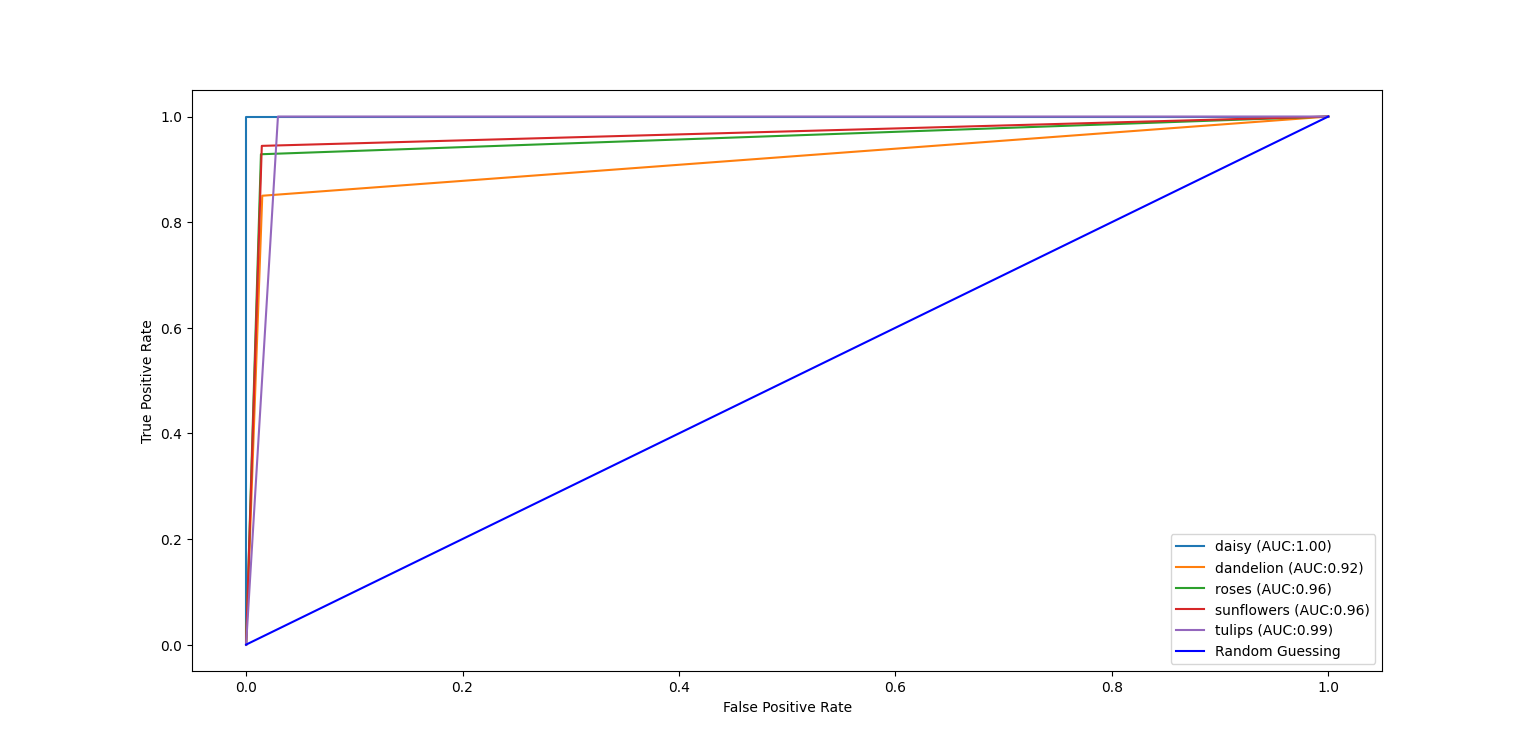 1.0
0.8
0.6
0.4
0.2
0.0
True Positive Rate
daisy (AUC:1.00)
dandelion (AUC:0.92)
roses (AUC:0.96)
sunflowers (AUC:0.96)
tulips (AUC:0.99)
Random Guessing
0.0 0.2 0.4 0.6 0.8 1.0
False Positive Rate